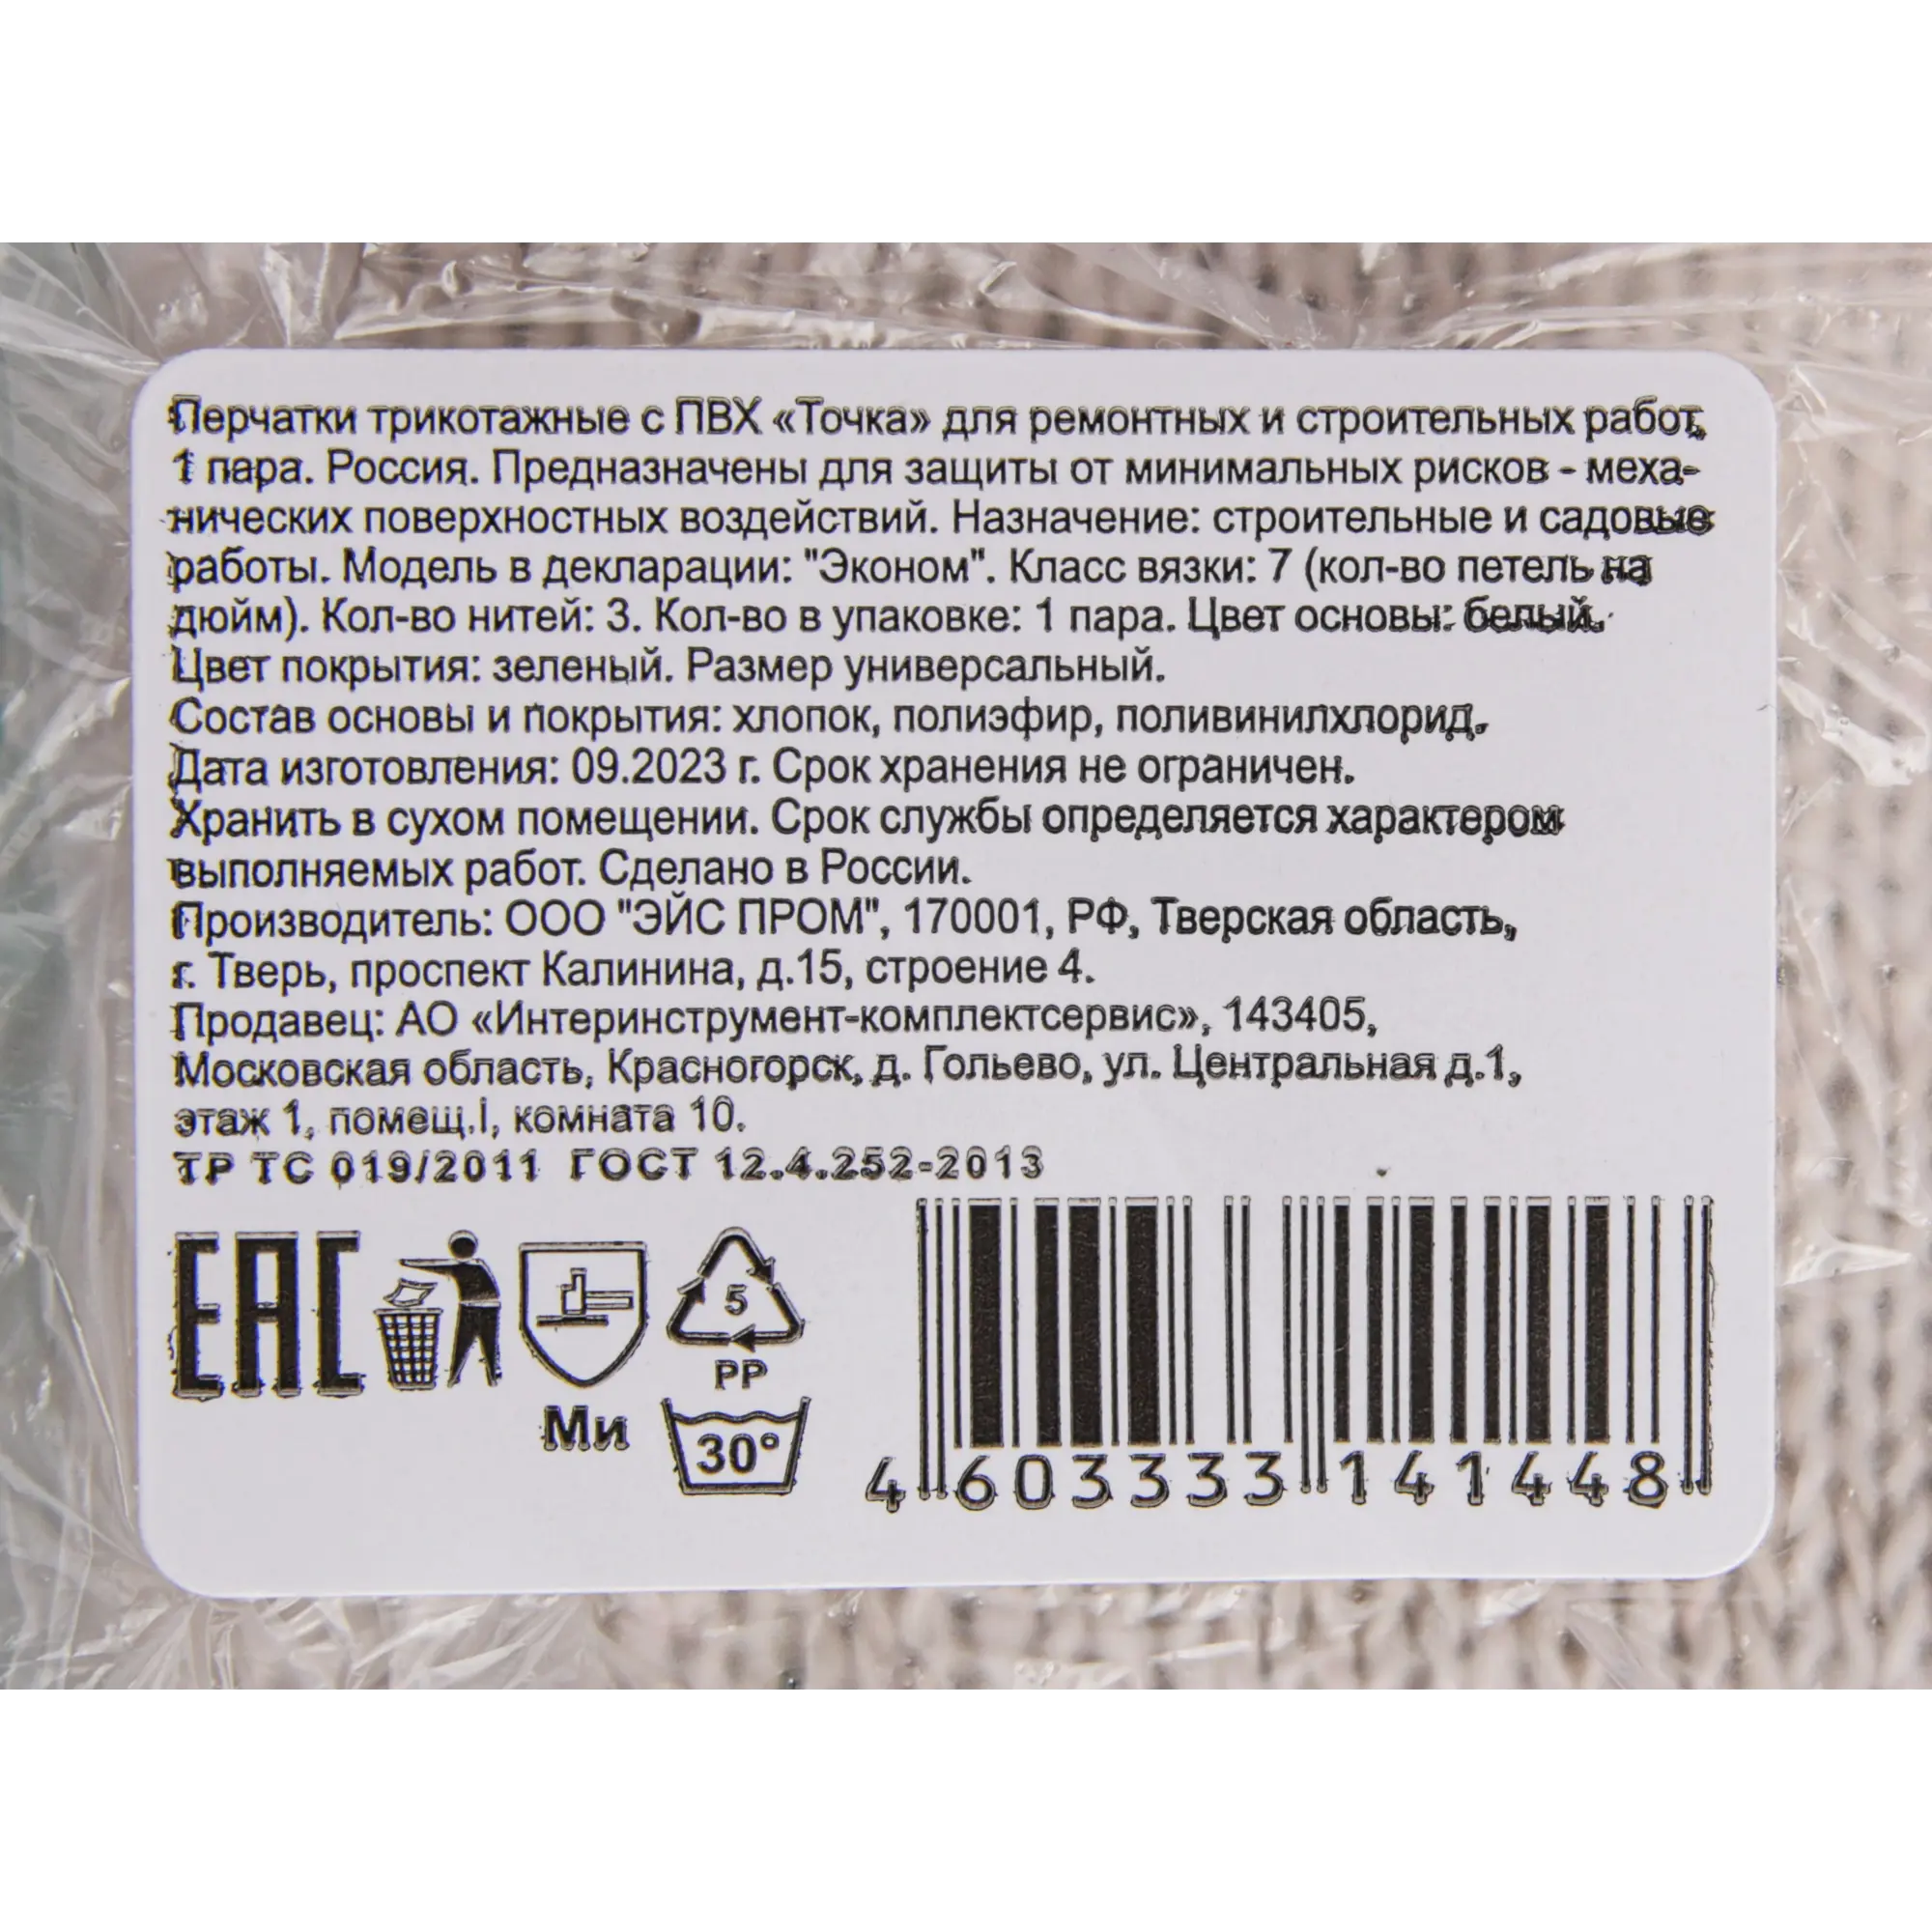 Перчатки трикотажные с ПВХ «Точка» для ремонтных и строительных работ,
1 пара. Россия. Предназначены для защиты от минимальных рисков - меха-
нических поверхностных воздействий. Назначение: строительные и садовые
работы. Модель в декларации: "Эконом". Класс вязки: 7 (кол-во петель на
дюйм). Кол-во нитей: 3. Кол-во в упаковке: 1 пара. Цвет основы: белый.
Цвет покрытия: зеленый. Размер универсальный.
Состав основы и покрытия: хлопок, полиэфир, поливинилхлорид.
Дата изготовления: 09.2023 г. Срок хранения не ограничен.
Хранить в сухом помещении. Срок службы определяется характером
выполняемых работ. Сделано в России.
Производитель: ООО "ЭЙС ПРОМ", 170001, РФ, Тверская область,
г. Тверь, проспект Калинина, д.15, строение 4.
Продавец: АО «Интеринструмент-комплектсервис», 143405,
Московская область, Красногорск, д. Гольево, ул. Центральная д.1,
этаж 1, помещ.I, комната 10.
ТР ТС 019/2011 ГОСТ 12.4.252-2013
EAC
5
PP
Ми
30°
4 603333 141448